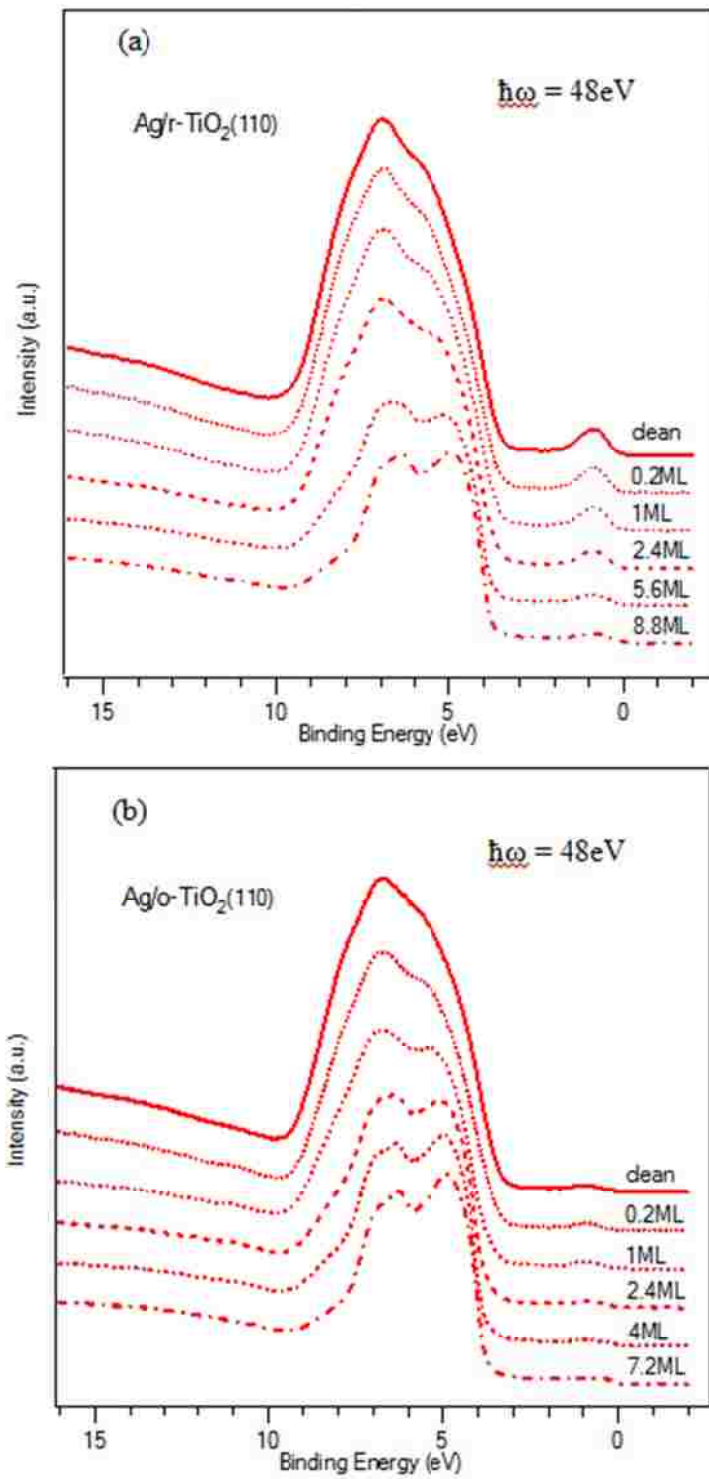 (a)
ħω = 48eV
Ag/r-TiO₂(110)
Intensity (a.u.)
clean
0.2ML
1ML
2.4ML
5.6ML
8.8ML
15
10
5
0
Binding Energy (eV)
(b)
ħω = 48eV
Ag/o-TiO₂(110)
Intensity (a.u.)
clean
0.2ML
1ML
2.4ML
4ML
7.2ML
15
10
5
0
Binding Energy (eV)